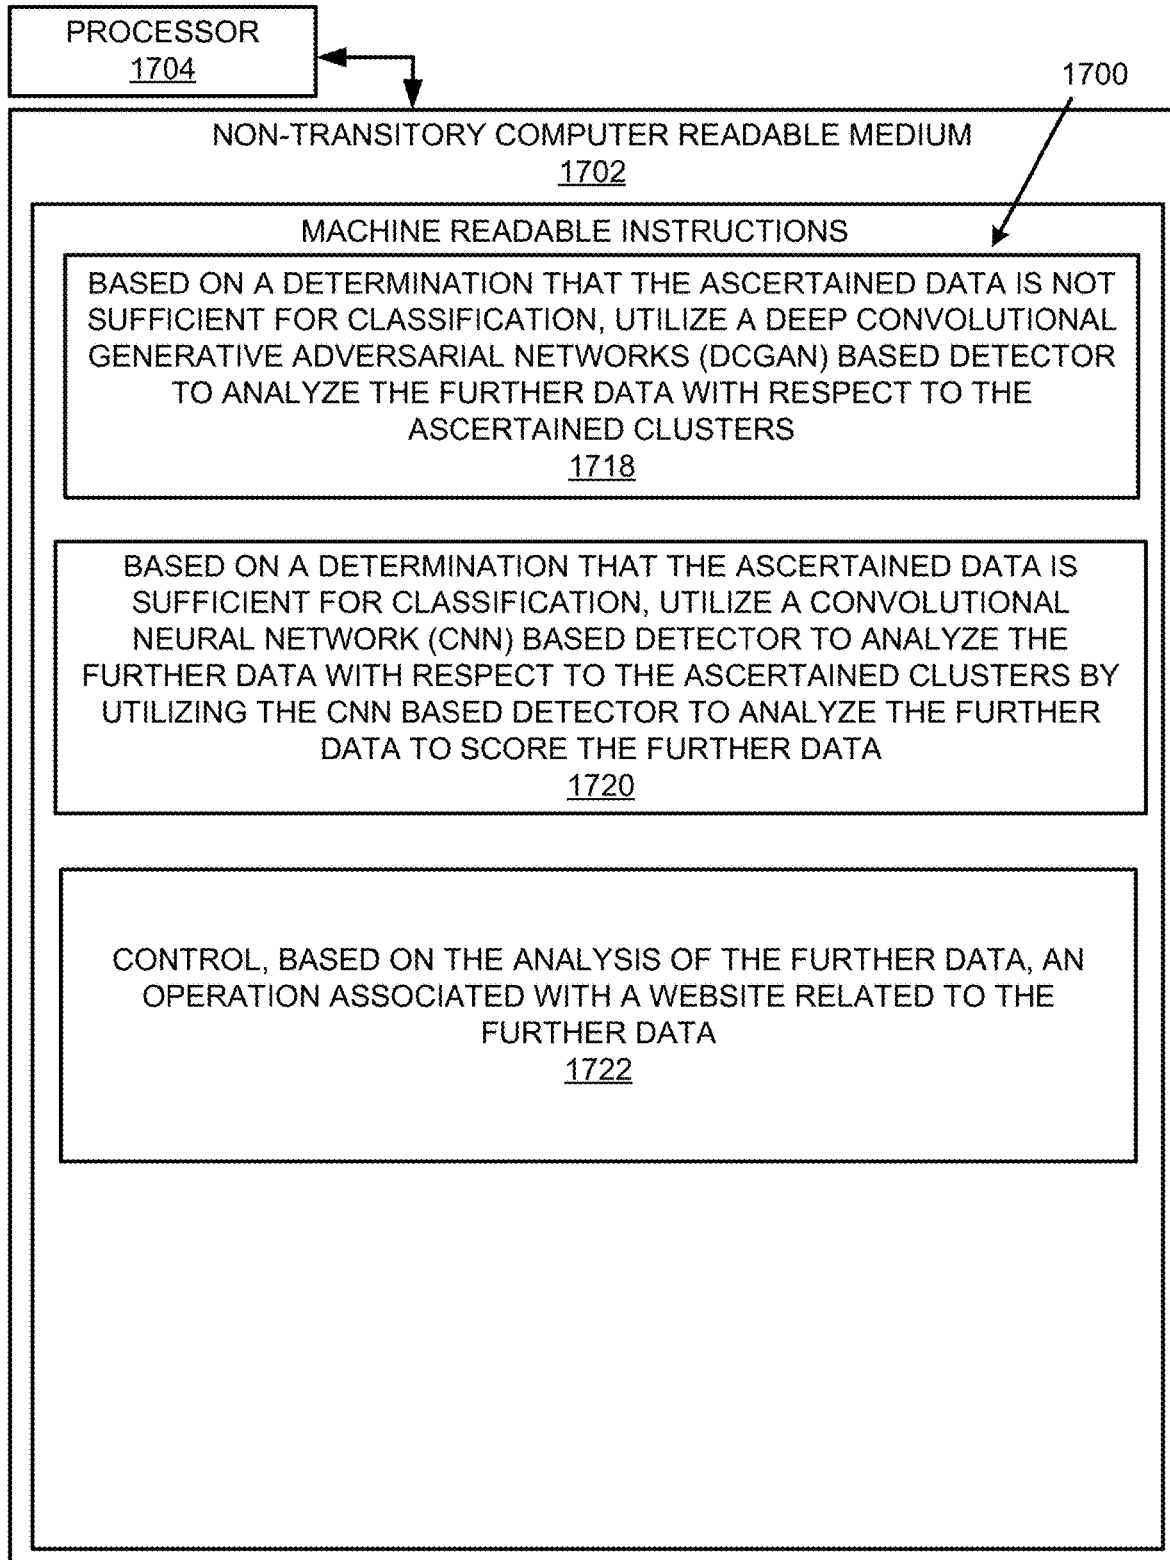 PROCESSOR
1704
1700
NON-TRANSITORY COMPUTER READABLE MEDIUM
1702
MACHINE READABLE INSTRUCTIONS
BASED ON A DETERMINATION THAT THE ASCERTAINED DATA IS NOT
SUFFICIENT FOR CLASSIFICATION, UTILIZE A DEEP CONVOLUTIONAL
GENERATIVE ADVERSARIAL NETWORKS (DCGAN) BASED DETECTOR
TO ANALYZE THE FURTHER DATA WITH RESPECT TO THE
ASCERTAINED CLUSTERS
1718
BASED ON A DETERMINATION THAT THE ASCERTAINED DATA IS
SUFFICIENT FOR CLASSIFICATION, UTILIZE A CONVOLUTIONAL
NEURAL NETWORK (CNN) BASED DETECTOR TO ANALYZE THE
FURTHER DATA WITH RESPECT TO THE ASCERTAINED CLUSTERS BY
UTILIZING THE CNN BASED DETECTOR TO ANALYZE THE FURTHER
DATA TO SCORE THE FURTHER DATA
1720
CONTROL, BASED ON THE ANALYSIS OF THE FURTHER DATA, AN
OPERATION ASSOCIATED WITH A WEBSITE RELATED TO THE
FURTHER DATA
1722